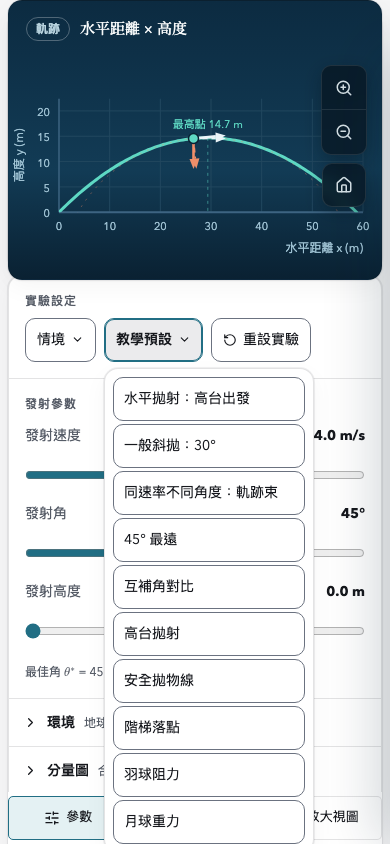 軌跡 水平距離 × 高度
最高點 14.7 m
高度 y (m)
20
15
10
5
0
0 10 20 30 40 50 60
水平距離 x (m)
實驗設定
情境 教學預設 重設實驗
發射參數
發射速度 4.0 m/s
發射角 45°
發射高度 0.0 m
最佳角 θ* = 45
環境 地球
分量圖
參數
放大視圖
水平拋射：高台出發
一般斜拋：30°
同速率不同角度：軌跡束
45° 最遠
互補角對比
高台拋射
安全拋物線
階梯落點
羽球阻力
月球重力